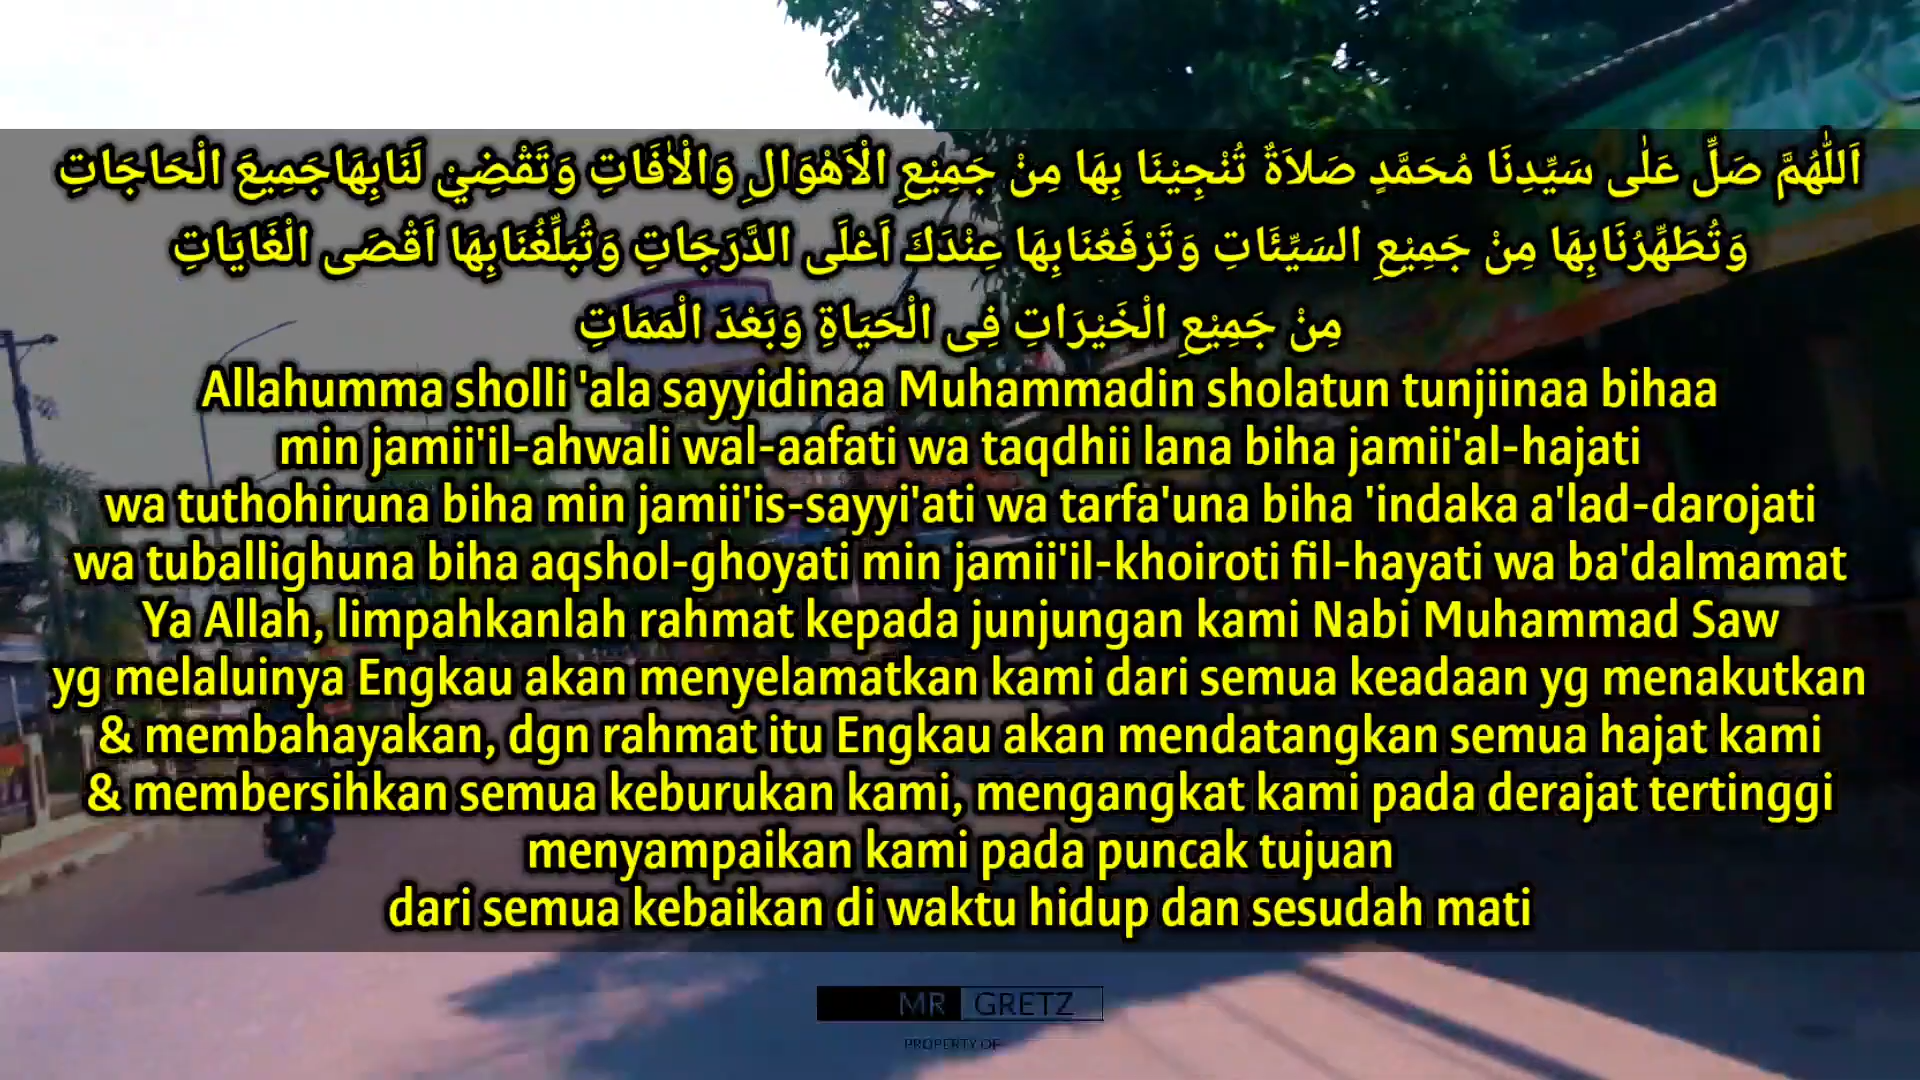 اَللّٰهُمَّ صَلِّ عَلٰى سَيِّدِنَا مُحَمَّدٍ صَلاَةٌ تُنْجِيْنَا بِهَا مِنْ جَمِيْعِ الْاَهْوَالِ وَالْاٰفَاتِ وَتَقْضِيْ لَنَابِهَاجَمِيعَ الْحَاجَاتِ
وَتُطَهِّرُنَابِهَا مِنْ جَمِيْعِ السَيِّئَاتِ وَتَرْفَعُنَابِهَا عِنْدَكَ اَعْلَى الدَّرَجَاتِ وَتُبَلِّغُنَابِهَا اَقْصَى الْغَايَاتِ
مِنْ جَمِيْعِ الْخَيْرَاتِ فِى الْحَيَاةِ وَبَعْدَ الْمَمَاتِ
Allahumma sholli 'ala sayyidinaa Muhammadin sholatun tunjiinaa bihaa
min jamii'il-ahwali wal-aafati wa taqdhii lana biha jamii'al-hajati
wa tuthohiruna biha min jamii'is-sayyi'ati wa tarfa'una biha 'indaka a'lad-darojati
wa tuballighuna biha aqshol-ghoyati min jamii'il-khoiroti fil-hayati wa ba'dalmamat
Ya Allah, limpahkanlah rahmat kepada junjungan kami Nabi Muhammad Saw
yg melaluinya Engkau akan menyelamatkan kami dari semua keadaan yg menakutkan
& membahayakan, dgn rahmat itu Engkau akan mendatangkan semua hajat kami
& membersihkan semua keburukan kami, mengangkat kami pada derajat tertinggi
menyampaikan kami pada puncak tujuan
dari semua kebaikan di waktu hidup dan sesudah mati
MR GRETZ
PROPERTY OF